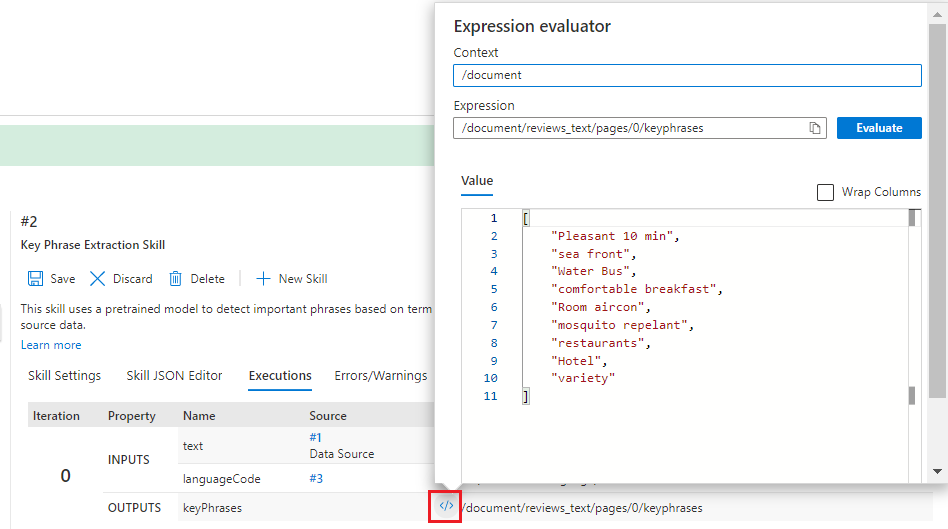 Expression evaluator
Context
/document
Expression
/document/reviews_text/pages/0/keyphrases
Evaluate
Value
Wrap Columns
1 [
2 "Pleasant 10 min",
3 "sea front",
4 "Water Bus",
5 "comfortable breakfast",
6 "Room aircon",
7 "mosquito repelant",
8 "restaurants",
9 "Hotel",
10 "variety"
11 ]
#2
Key Phrase Extraction Skill
Save Discard Delete New Skill
This skill uses a pretrained model to detect important phrases based on term
source data.
Learn more
Skill Settings Skill JSON Editor Executions Errors/Warnings
Iteration Property Name Source
0
INPUTS
text #1
Data Source
languageCode #3
OUTPUTS keyPhrases </> /document/reviews_text/pages/0/keyphrases